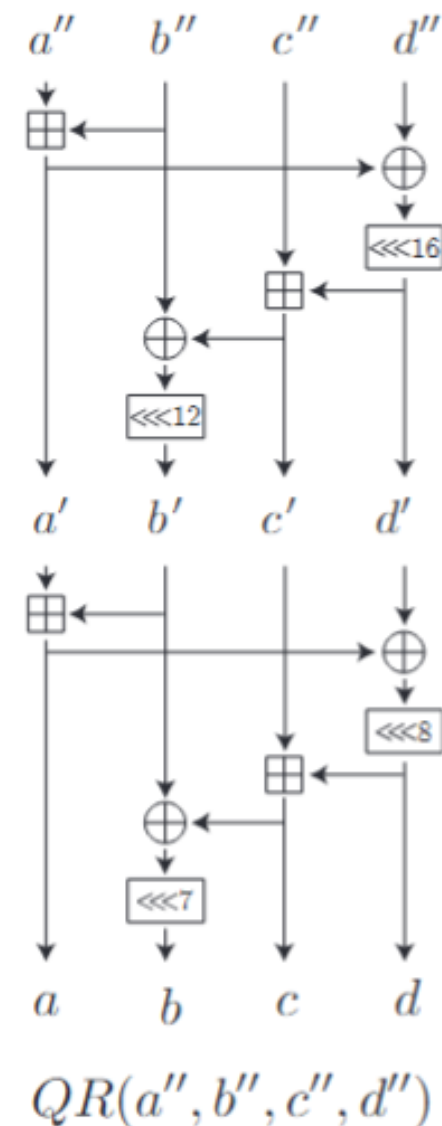 a″ b″ c″ d″
⋘16
⋘12
a′ b′ c′ d′
⋘8
⋘7
a b c d
QR(a″, b″, c″, d″)